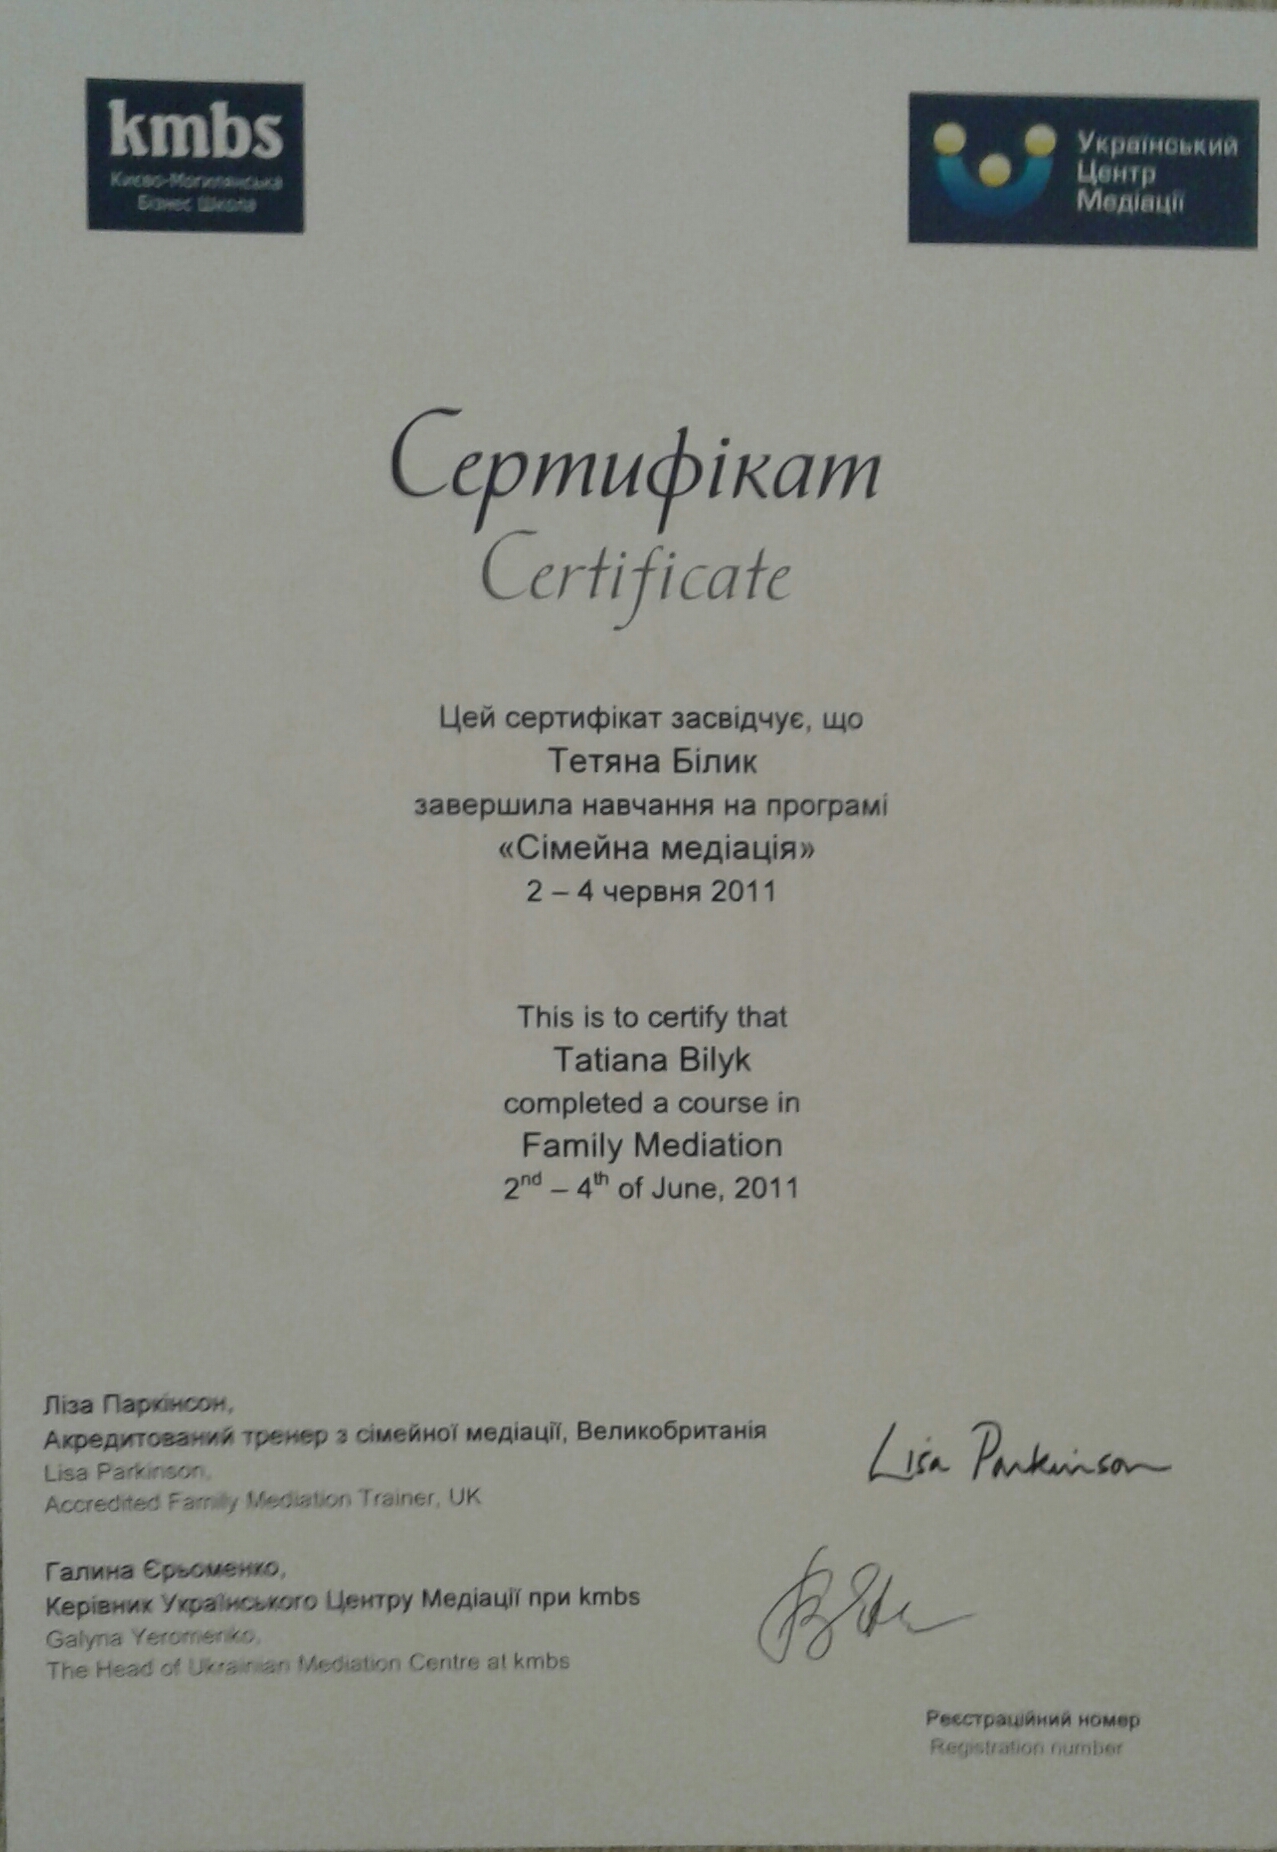 kmbs
Києво-Могилянська
Бізнес Школа
Український
Центр
Медіації
Сертифікат
Certificate
Цей сертифікат засвідчує, що
Тетяна Білик
завершила навчання на програмі
«Сімейна медіація»
2 – 4 червня 2011
This is to certify that
Tatiana Bilyk
completed a course in
Family Mediation
2nd – 4th of June, 2011
Ліза Паркінсон,
Акредитований тренер з сімейної медіації, Великобританія
Lisa Parkinson,
Accredited Family Mediation Trainer, UK
Lisa Parkinson
Галина Єрьоменко,
Керівник Українського Центру Медіації при kmbs
Galyna Yeromenko,
The Head of Ukrainian Mediation Centre at kmbs
Реєстраційний номер
Registration number